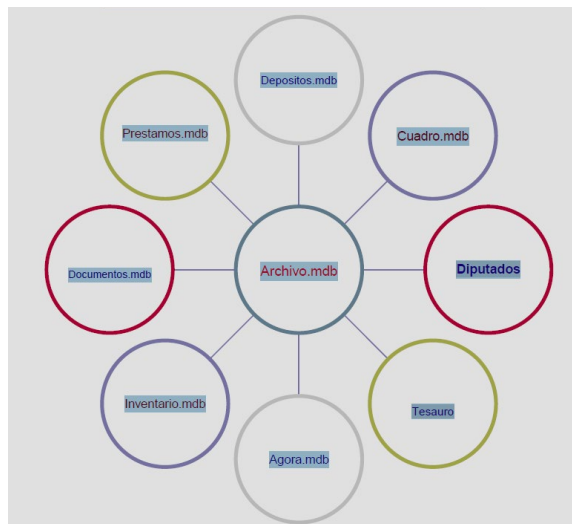 Depositos.mdb
Prestamos.mdb
Cuadro.mdb
Documentos.mdb
Archivo.mdb
Diputados
Inventario.mdb
Tesauro
Agora.mdb